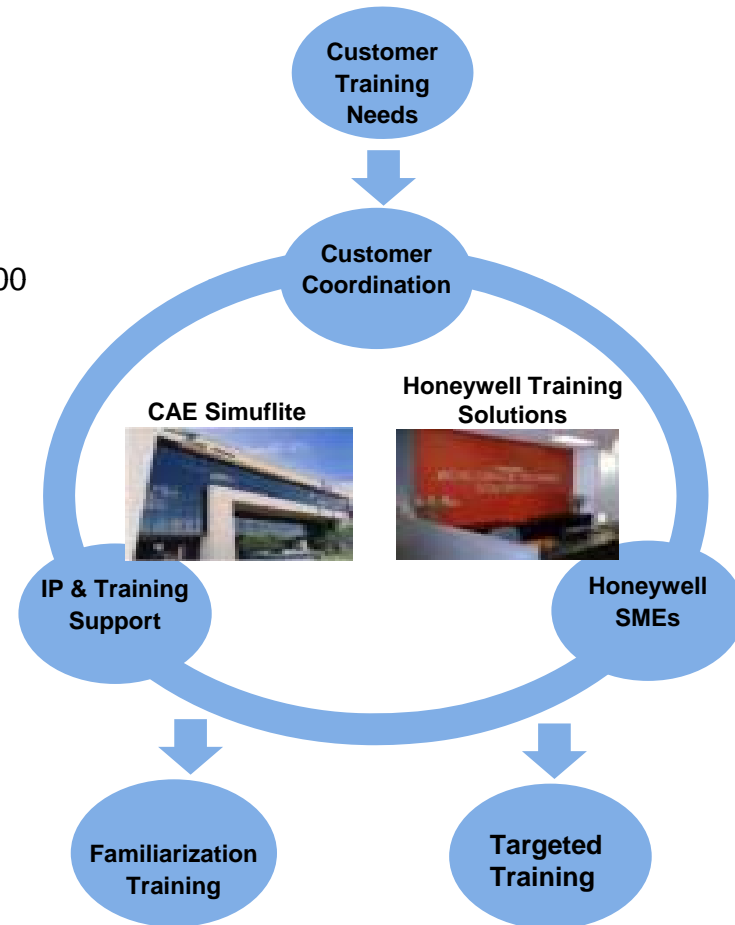 Customer
Training
Needs
Customer
Coordination
00
CAE Simuflite
Honeywell Training
Solutions
IP & Training
Support
Honeywell
SMEs
Familiarization
Training
Targeted
Training